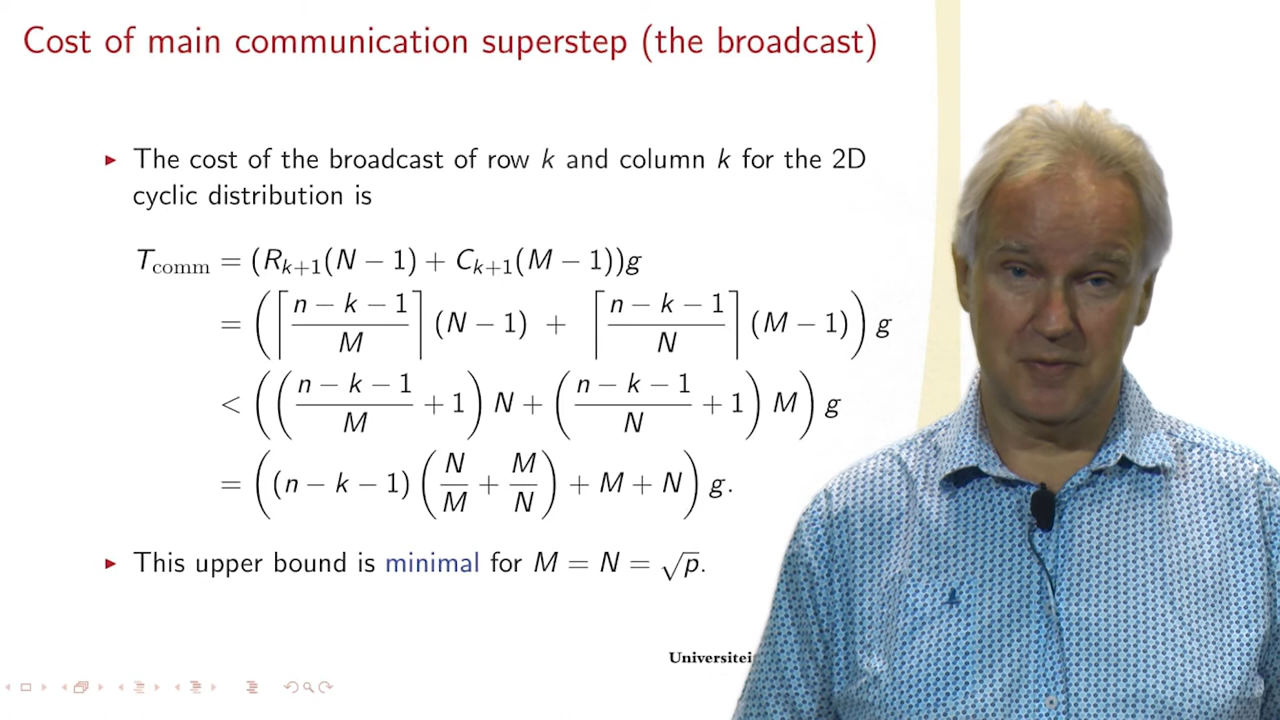 Cost of main communication superstep (the broadcast)
▶ The cost of the broadcast of row k and column k for the 2D
cyclic distribution is
T_comm = (R_{k+1}(N − 1) + C_{k+1}(M − 1))g
= (⌈(n − k − 1)/M⌉ (N − 1) + ⌈(n − k − 1)/N⌉ (M − 1)) g
< (((n − k − 1)/M + 1) N + ((n − k − 1)/N + 1) M) g
= ((n − k − 1) (N/M + M/N) + M + N) g.
▶ This upper bound is minimal for M = N = √p.
Universitei